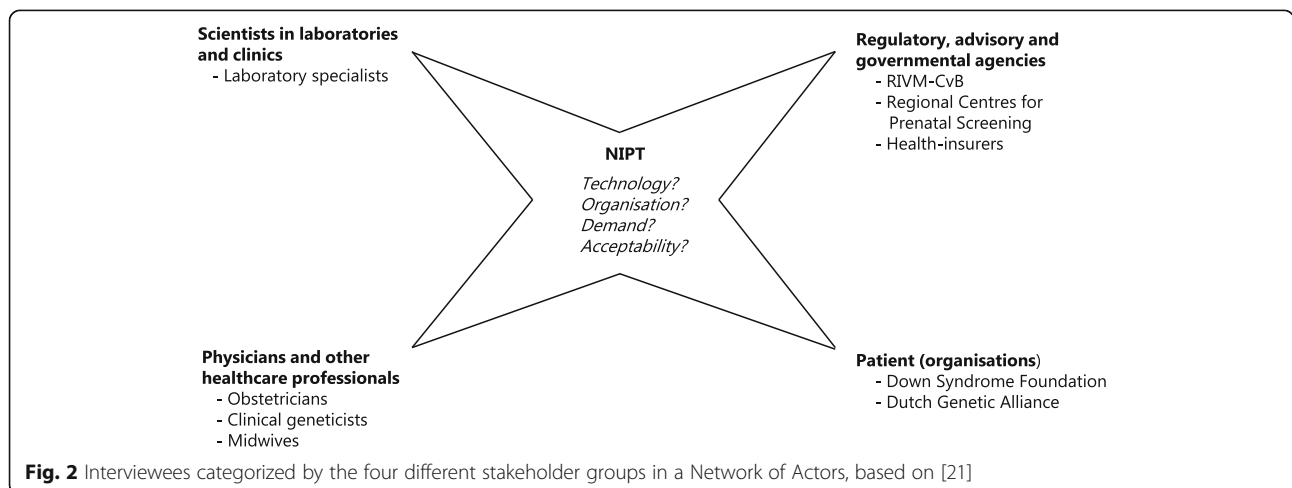 Scientists in laboratories
and clinics
- Laboratory specialists
Regulatory, advisory and
governmental agencies
- RIVM-CvB
- Regional Centres for
Prenatal Screening
- Health-insurers
NIPT
Technology?
Organisation?
Demand?
Acceptability?
Physicians and other
healthcare professionals
- Obstetricians
- Clinical geneticists
- Midwives
Patient (organisations)
- Down Syndrome Foundation
- Dutch Genetic Alliance
Fig. 2 Interviewees categorized by the four different stakeholder groups in a Network of Actors, based on [21]